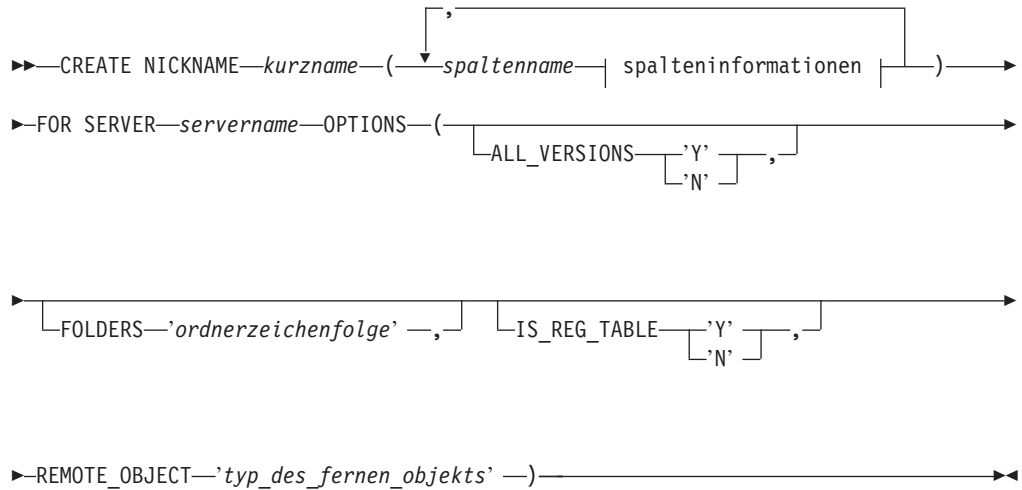 ,
CREATE NICKNAME kurzname ( spaltenname spalteninformationen )
FOR SERVER servername OPTIONS (
ALL_VERSIONS ’Y’ ,
’N’
FOLDERS ’ordnerzeichenfolge’ , IS_REG_TABLE ’Y’ ,
’N’
REMOTE_OBJECT ’typ_des_fernen_objekts’ )